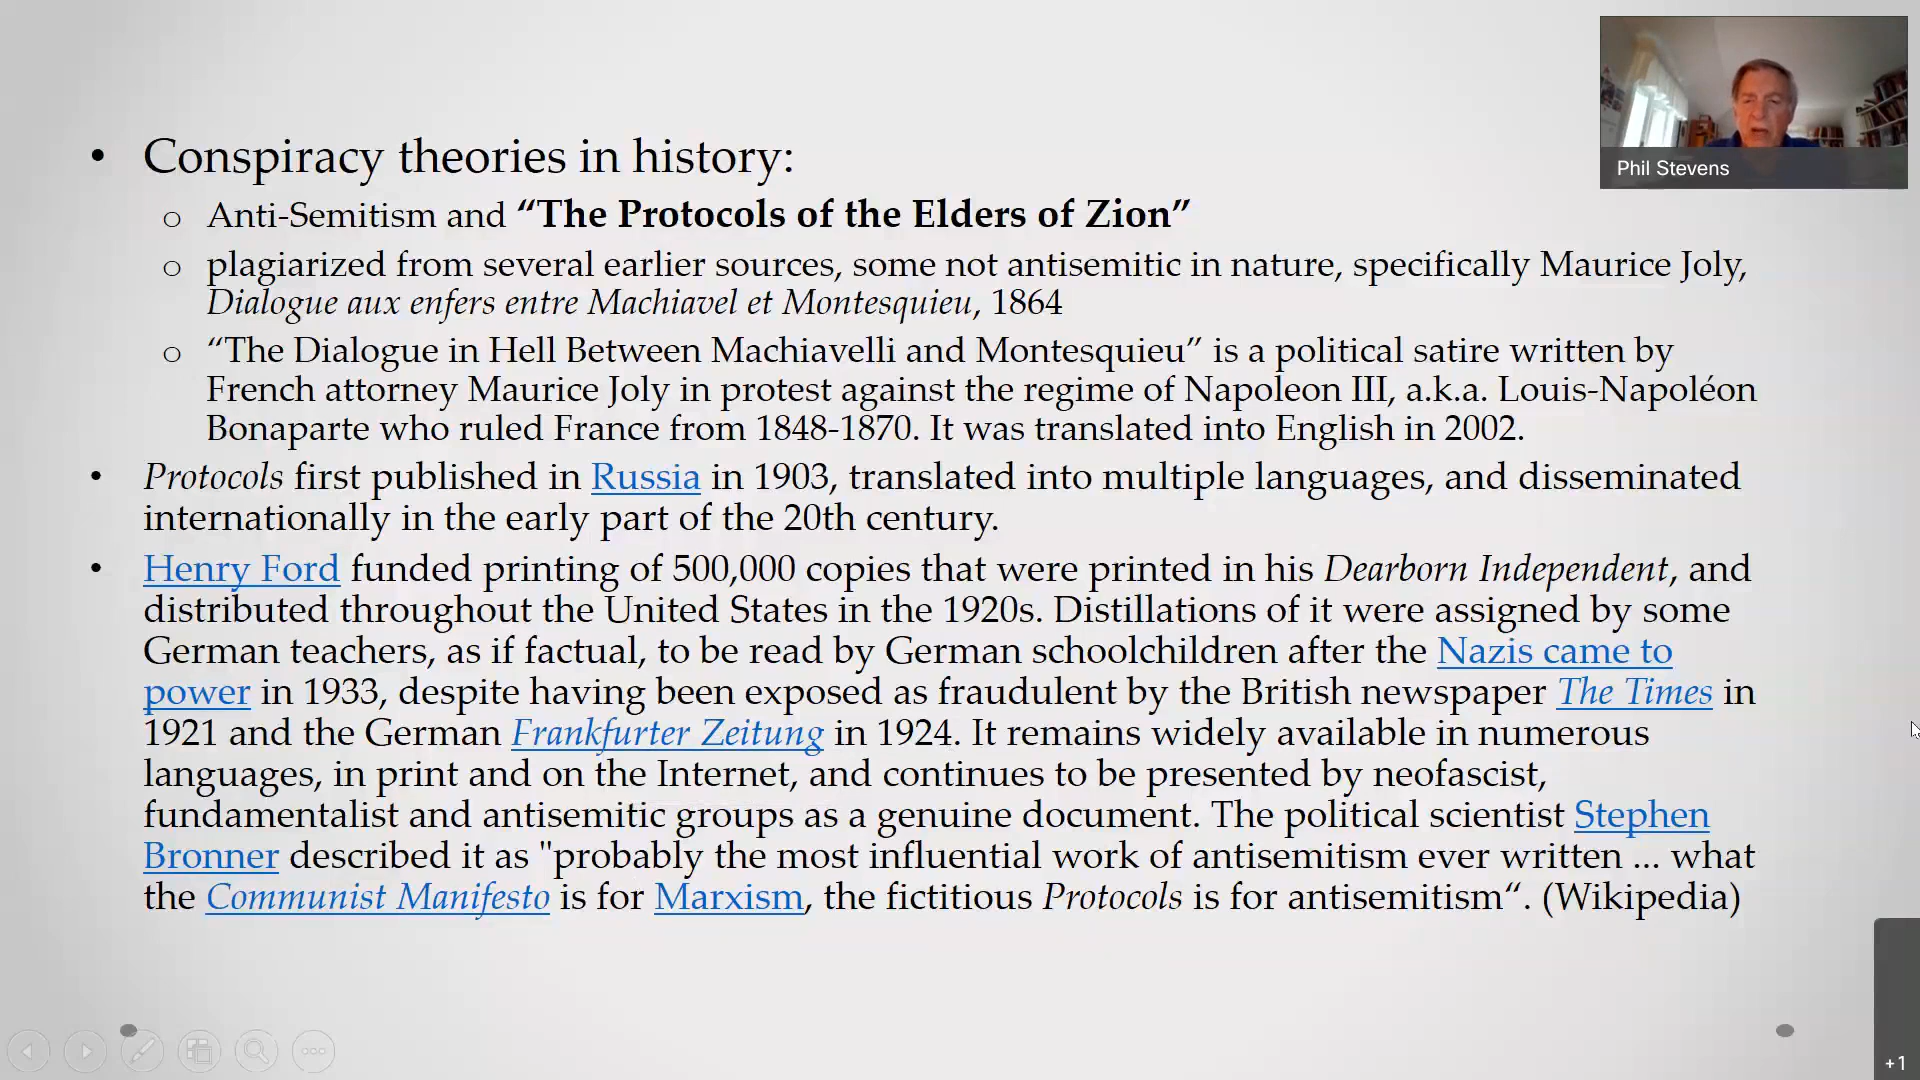 Phil Stevens
• Conspiracy theories in history:
o Anti-Semitism and “The Protocols of the Elders of Zion”
o plagiarized from several earlier sources, some not antisemitic in nature, specifically Maurice Joly,
Dialogue aux enfers entre Machiavel et Montesquieu, 1864
o “The Dialogue in Hell Between Machiavelli and Montesquieu” is a political satire written by
French attorney Maurice Joly in protest against the regime of Napoleon III, a.k.a. Louis-Napoléon
Bonaparte who ruled France from 1848-1870. It was translated into English in 2002.
• Protocols first published in Russia in 1903, translated into multiple languages, and disseminated
internationally in the early part of the 20th century.
• Henry Ford funded printing of 500,000 copies that were printed in his Dearborn Independent, and
distributed throughout the United States in the 1920s. Distillations of it were assigned by some
German teachers, as if factual, to be read by German schoolchildren after the Nazis came to
power in 1933, despite having been exposed as fraudulent by the British newspaper The Times in
1921 and the German Frankfurter Zeitung in 1924. It remains widely available in numerous
languages, in print and on the Internet, and continues to be presented by neofascist,
fundamentalist and antisemitic groups as a genuine document. The political scientist Stephen
Bronner described it as "probably the most influential work of antisemitism ever written ... what
the Communist Manifesto is for Marxism, the fictitious Protocols is for antisemitism“. (Wikipedia)
+1